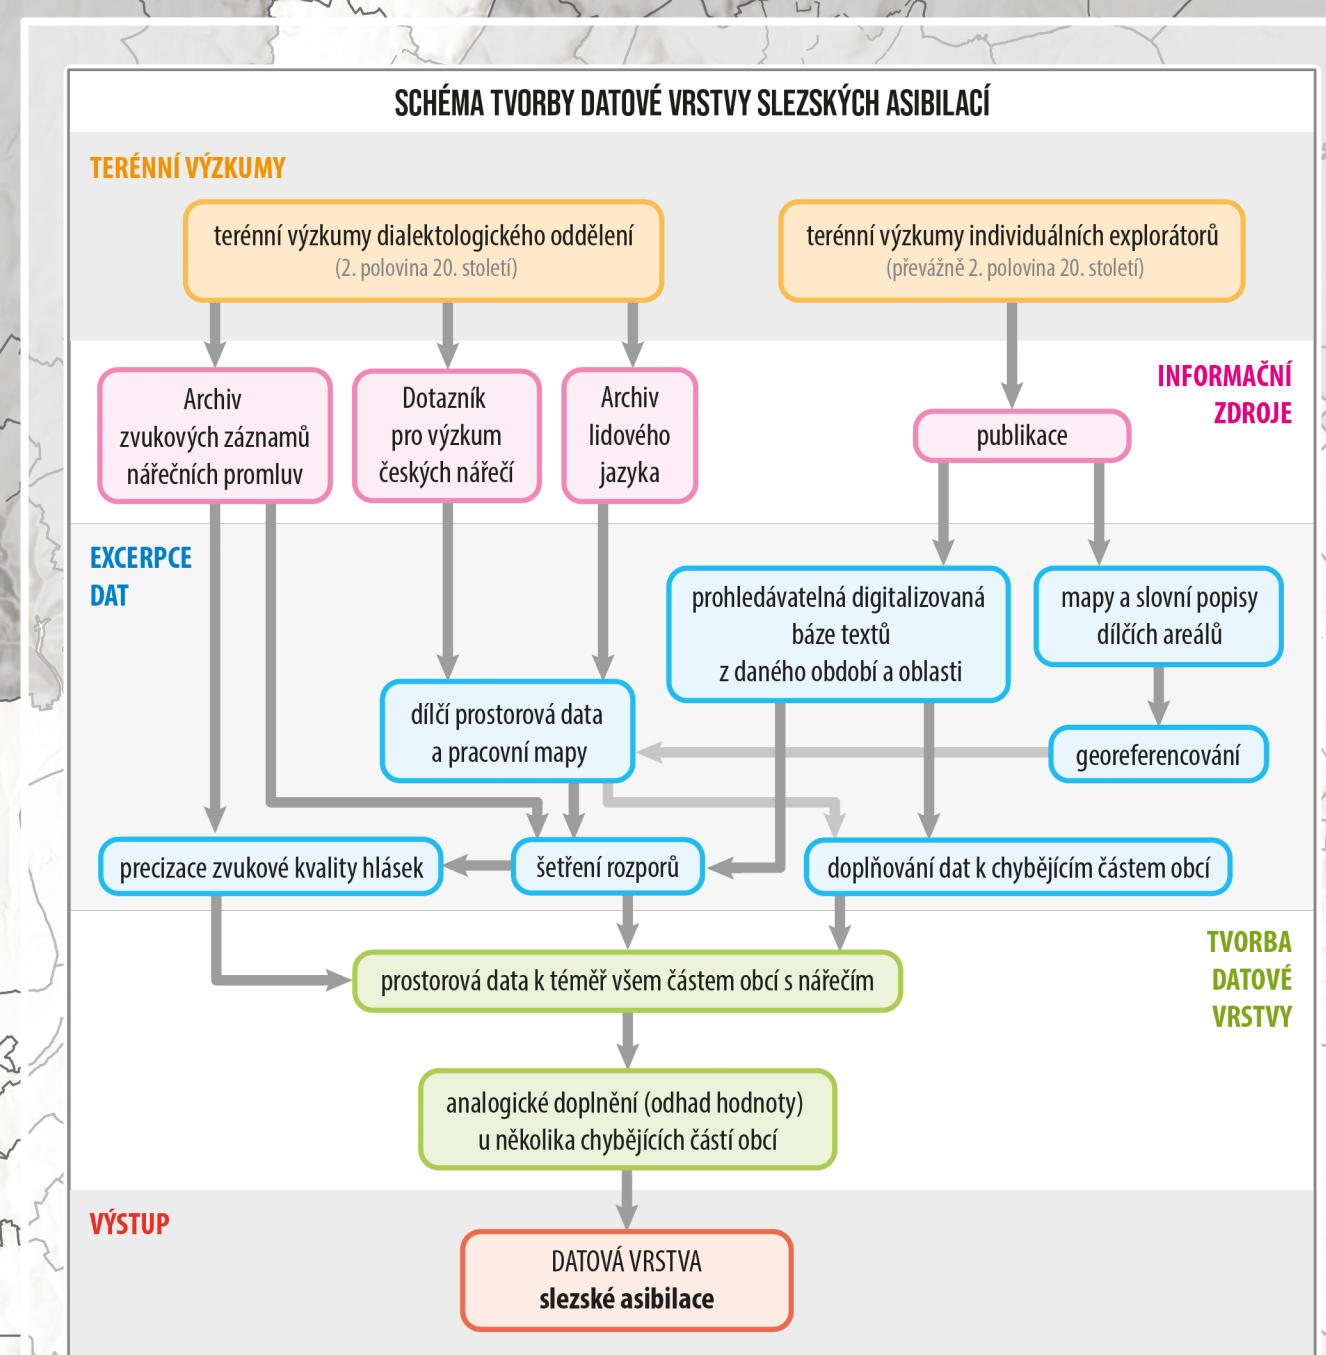 SCHÉMA TVORBY DATOVÉ VRSTVY SLEZSKÝCH ASIBILACÍ
TERÉNNÍ VÝZKUMY
terénní výzkumy dialektologického oddělení
(2. polovina 20. století)
terénní výzkumy individuálních explorátorů
(převážně 2. polovina 20. století)
INFORMAČNÍ
ZDROJE
Archiv
zvukových záznamů
nářečních promluv
Dotazník
pro výzkum
českých nářečí
Archiv
lidového
jazyka
publikace
EXCERPCE
DAT
prohledávatelná digitalizovaná
báze textů
z daného období a oblasti
mapy a slovní popisy
dílčích areálů
dílčí prostorová data
a pracovní mapy
georeferencování
precizace zvukové kvality hlásek
šetření rozporů
doplňování dat k chybějícím částem obcí
TVORBA
DATOVÉ
VRSTVY
prostorová data k téměř všem částem obcí s nářečím
analogické doplnění (odhad hodnoty)
u několika chybějících částí obcí
VÝSTUP
DATOVÁ VRSTVA
slezské asibilace